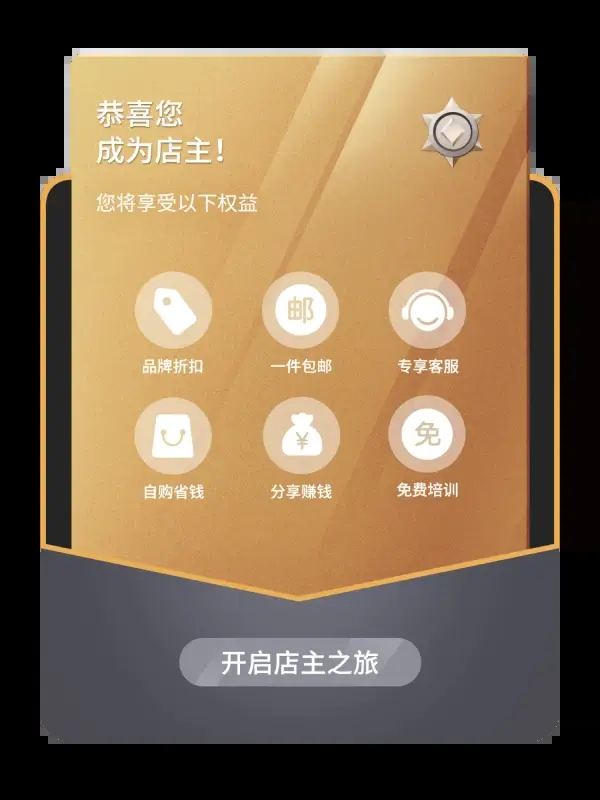 恭喜您
成为店主！
您将享受以下权益
邮
品牌折扣
一件包邮
专享客服
¥
免
自购省钱
分享赚钱
免费培训
开启店主之旅